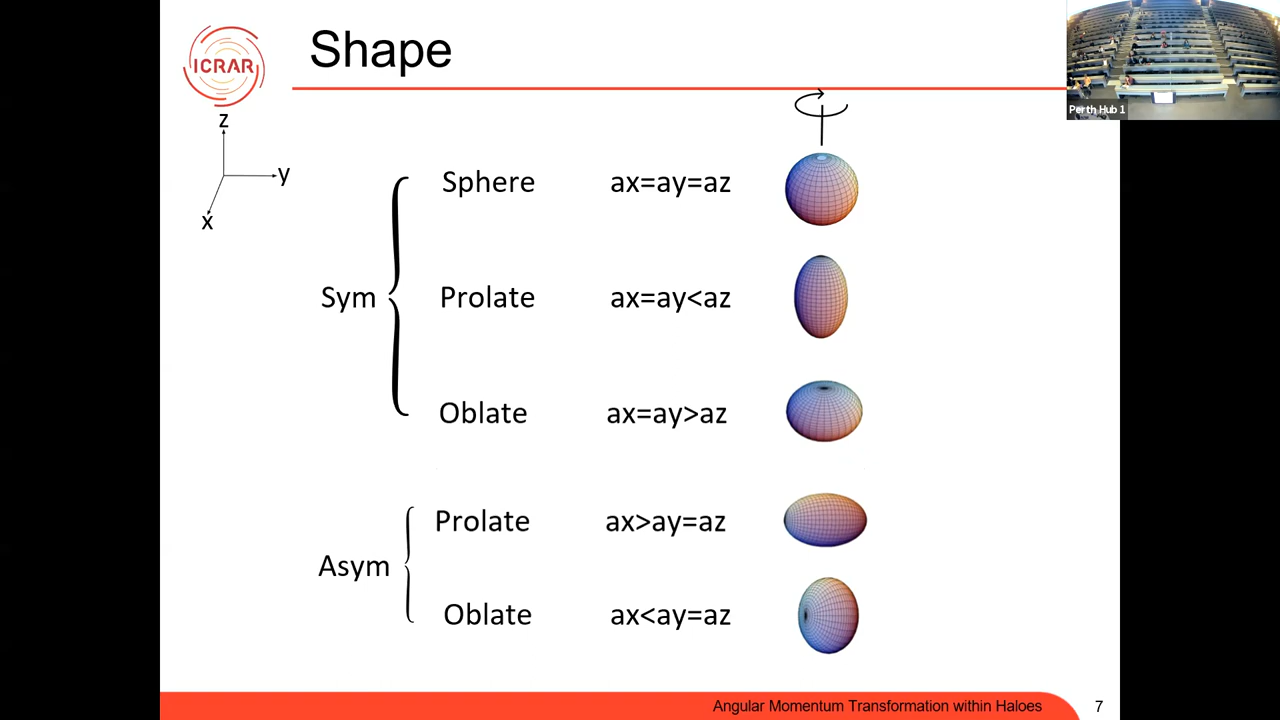 ICRAR
Shape
Perth Hub 1
z
y
x
Sym
Sphere ax=ay=az
Prolate ax=ay<az
Oblate ax=ay>az
Asym
Prolate ax>ay=az
Oblate ax<ay=az
Angular Momentum Transformation within Haloes 7